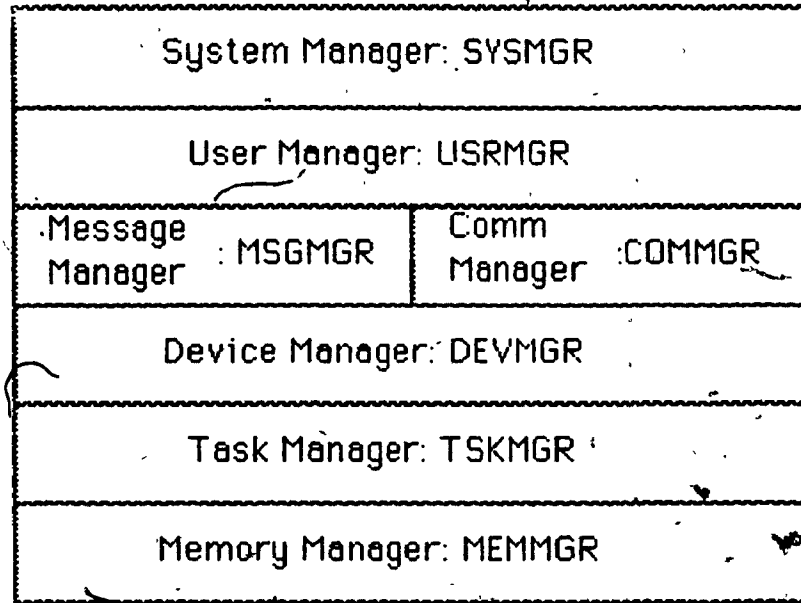 System Manager: SYSMGR
User Manager: USRMGR
Message Manager : MSGMGR
Comm Manager :COMMGR
Device Manager: DEVMGR
Task Manager: TSKMGR
Memory Manager: MEMMGR